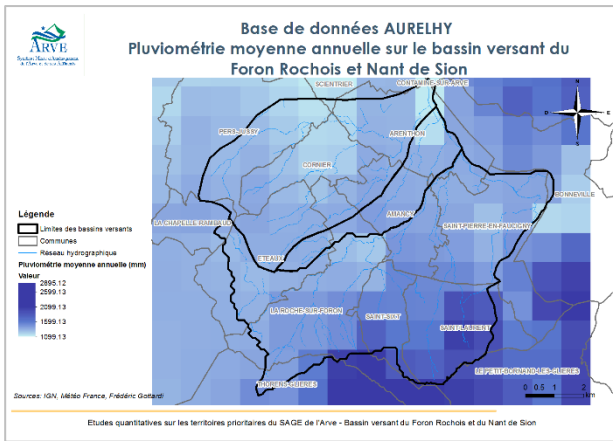 Base de données AURELHY
Pluviométrie moyenne annuelle sur le bassin versant du
Foron Rochois et Nant de Sion
ARVE
SCIENTRIER
CONTAMINE-SUR-ARVE
N
PERS-JUSSY
ARENTHON
CORNIER
BONNEVILLE
AMANCY
LA CHAPELLE-RAMBAUD
SAINT-PIERRE-EN-FAUCIGNY
ETEAUX
LA ROCHE-SUR-FORON
SAINT-SIXT
SAINT-LAURENT
LE PETIT-BORNAND-LES-GLIERES
THORENS-GLIERES
Légende
Limites des bassins versants
Communes
Réseau hydrographique
Pluviométrie moyenne annuelle (mm)
Valeur
2895.12
2599.13
2099.13
1599.13
1099.13
0 0.5 1 2
km
Sources: IGN, Météo France, Frédéric Gottardi
Etudes quantitatives sur les territoires prioritaires du SAGE de l'Arve - Bassin versant du Foron Rochois et du Nant de Sion